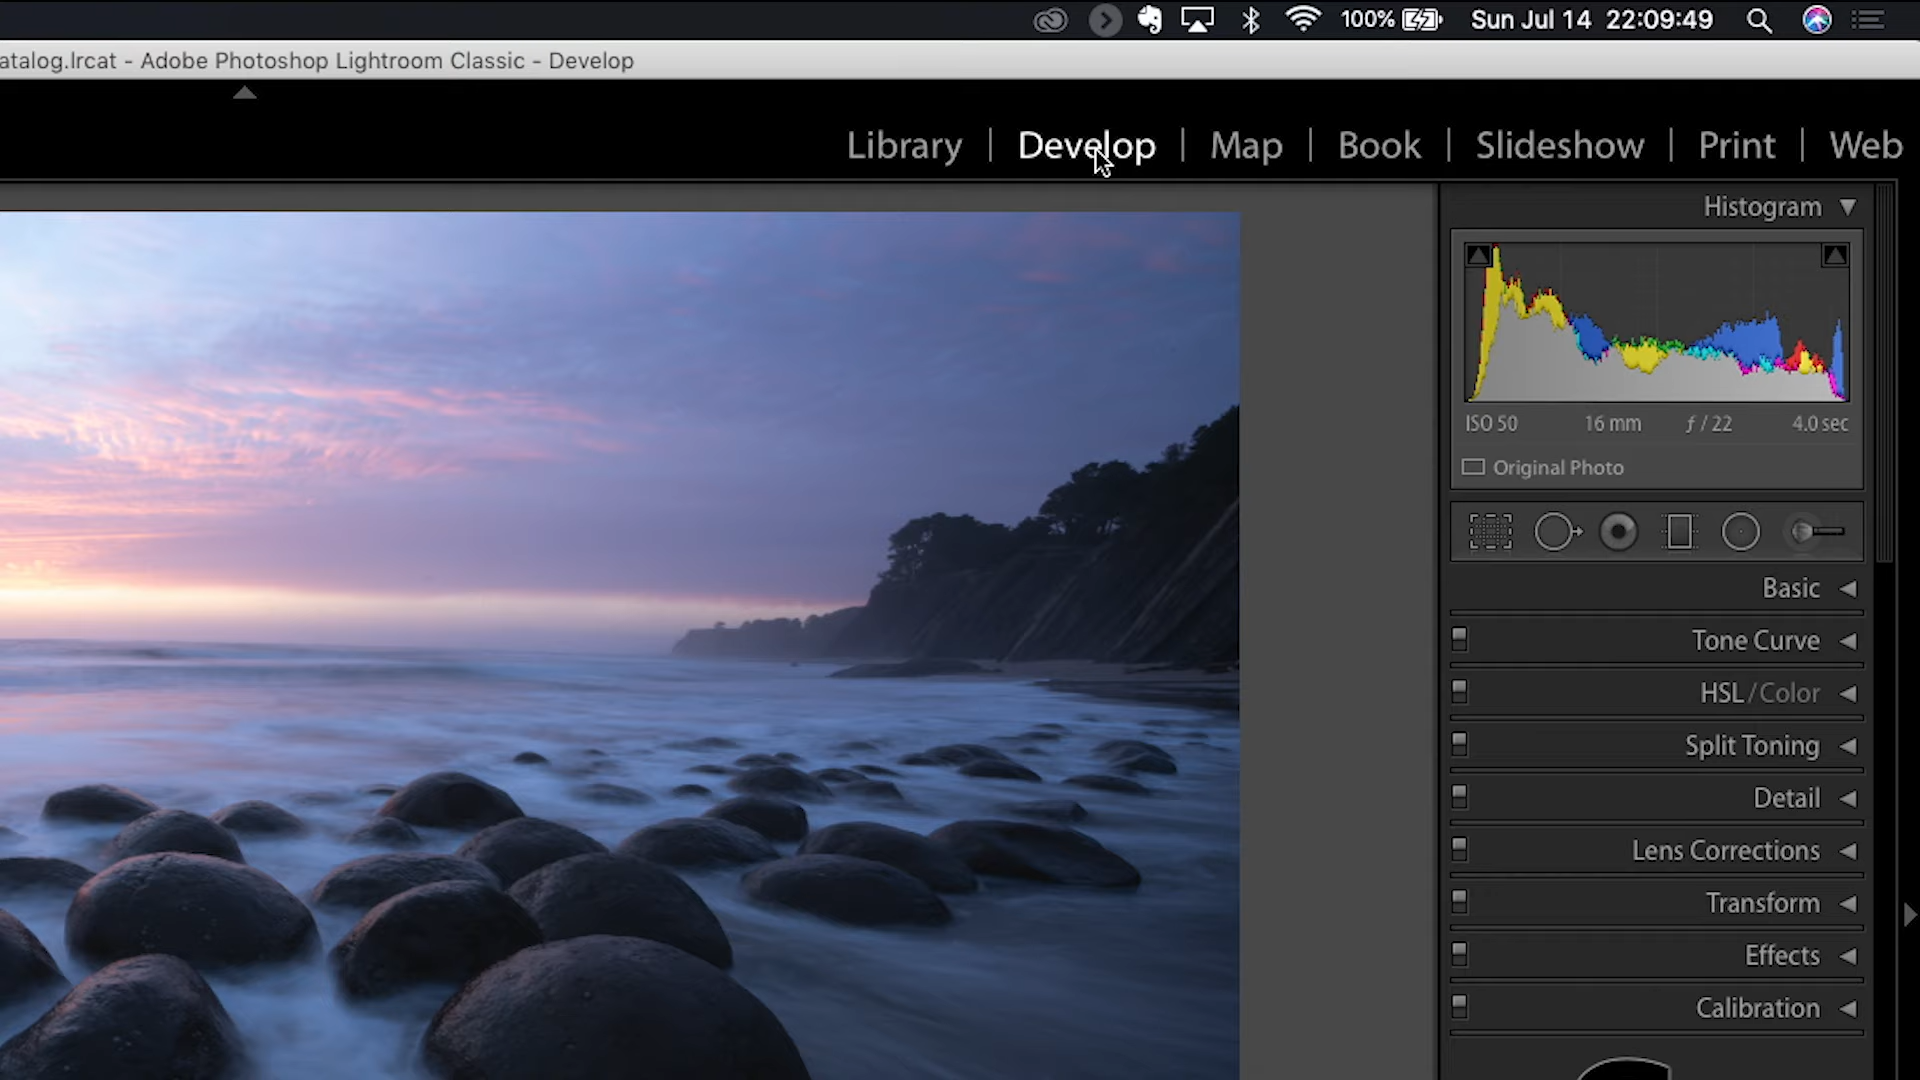 100% Sun Jul 14 22:09:49
atalog.lrcat - Adobe Photoshop Lightroom Classic - Develop
Library | Develop | Map | Book | Slideshow | Print | Web
Histogram
ISO 50 16 mm ƒ / 22 4.0 sec
Original Photo
Basic
Tone Curve
HSL / Color
Split Toning
Detail
Lens Corrections
Transform
Effects
Calibration